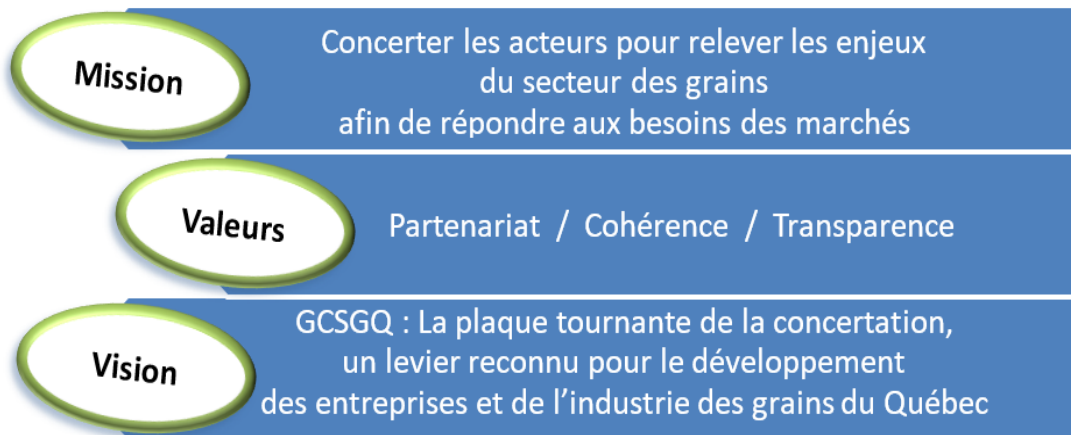 Mission
Concerter les acteurs pour relever les enjeux
du secteur des grains
afin de répondre aux besoins des marchés
Valeurs
Partenariat / Cohérence / Transparence
Vision
GCSGQ : La plaque tournante de la concertation,
un levier reconnu pour le développement
des entreprises et de l’industrie des grains du Québec